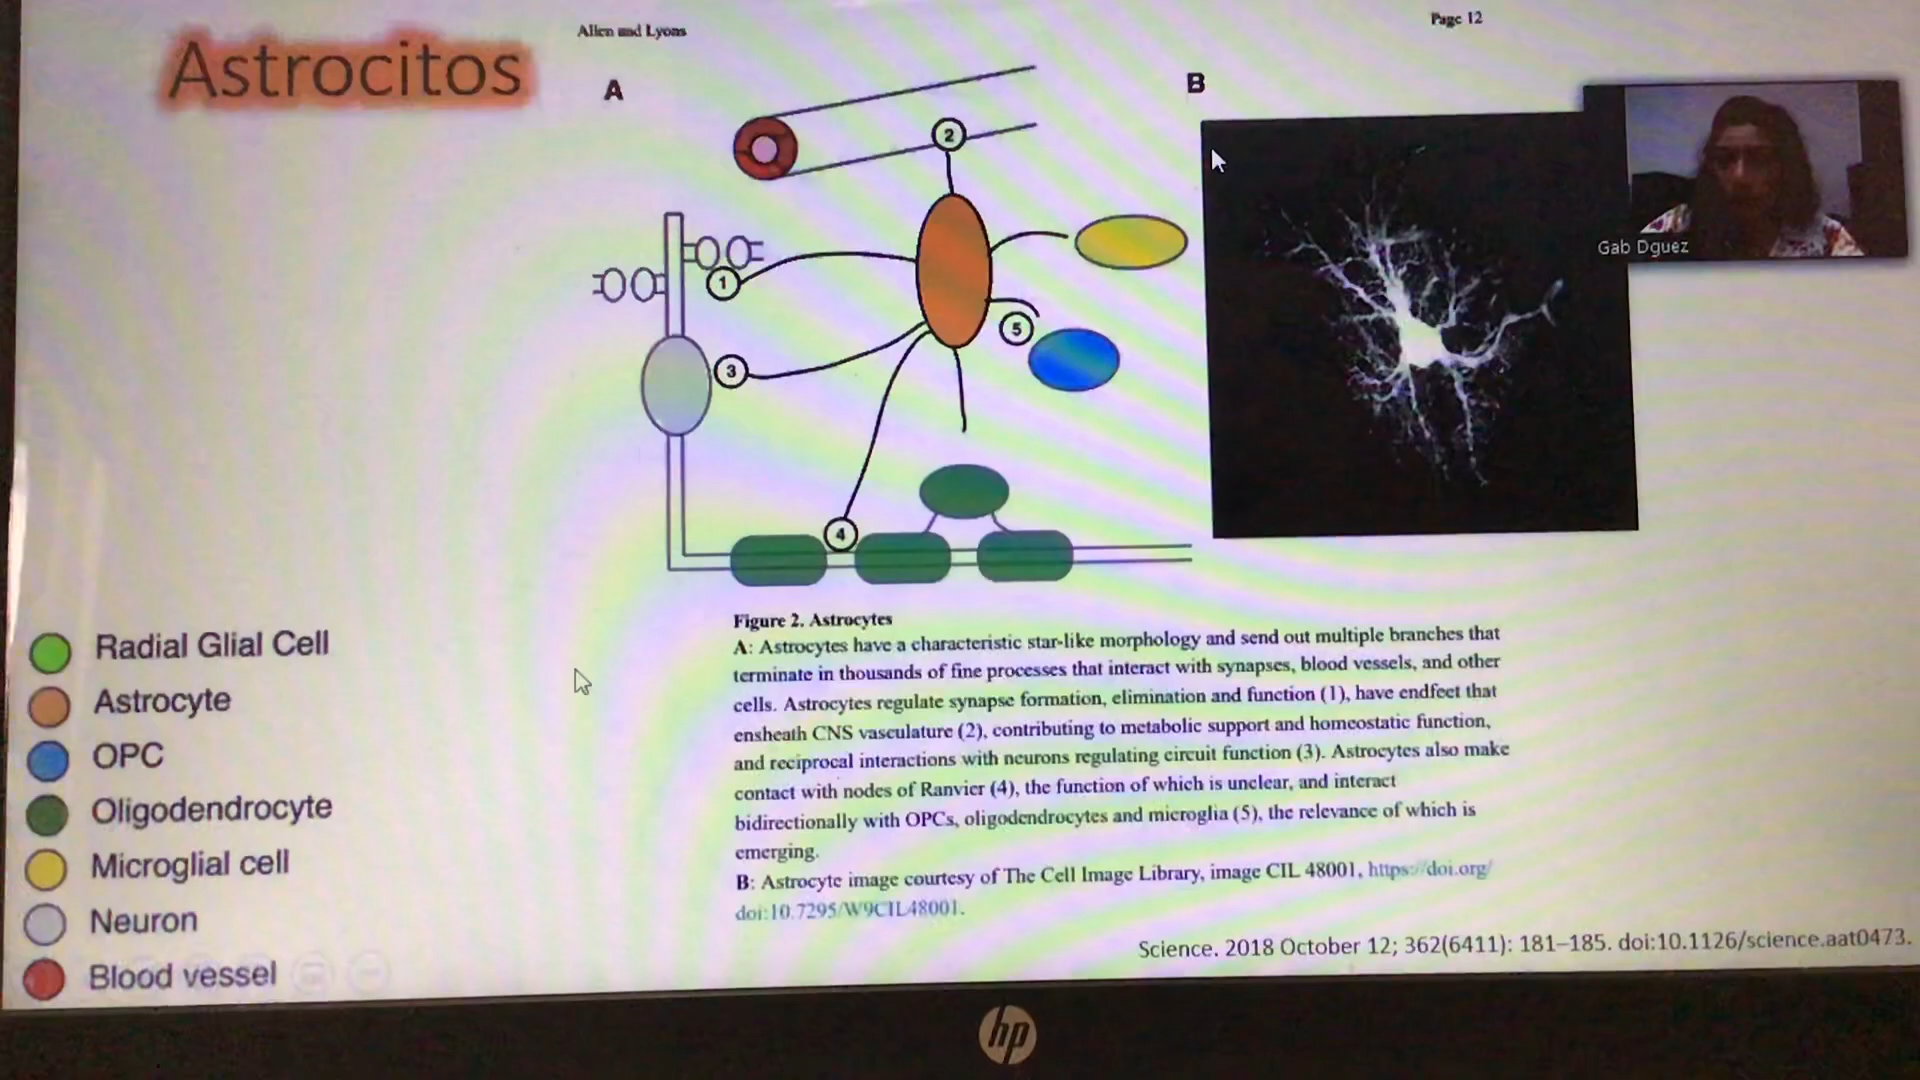 Astrocitos
Allen and Lyons
Page 12
A
B
2
1
5
3
4
Gab Dguez
Radial Glial Cell
Astrocyte
OPC
Oligodendrocyte
Microglial cell
Neuron
Blood vessel
Figure 2. Astrocytes
A: Astrocytes have a characteristic star-like morphology and send out multiple branches that
terminate in thousands of fine processes that interact with synapses, blood vessels, and other
cells. Astrocytes regulate synapse formation, elimination and function (1), have endfeet that
ensheath CNS vasculature (2), contributing to metabolic support and homeostatic function,
and reciprocal interactions with neurons regulating circuit function (3). Astrocytes also make
contact with nodes of Ranvier (4), the function of which is unclear, and interact
bidirectionally with OPCs, oligodendrocytes and microglia (5), the relevance of which is
emerging.
B: Astrocyte image courtesy of The Cell Image Library, image CIL 48001, https://doi.org/
doi:10.7295/W9CIL48001.
Science. 2018 October 12; 362(6411): 181–185. doi:10.1126/science.aat0473.
hp